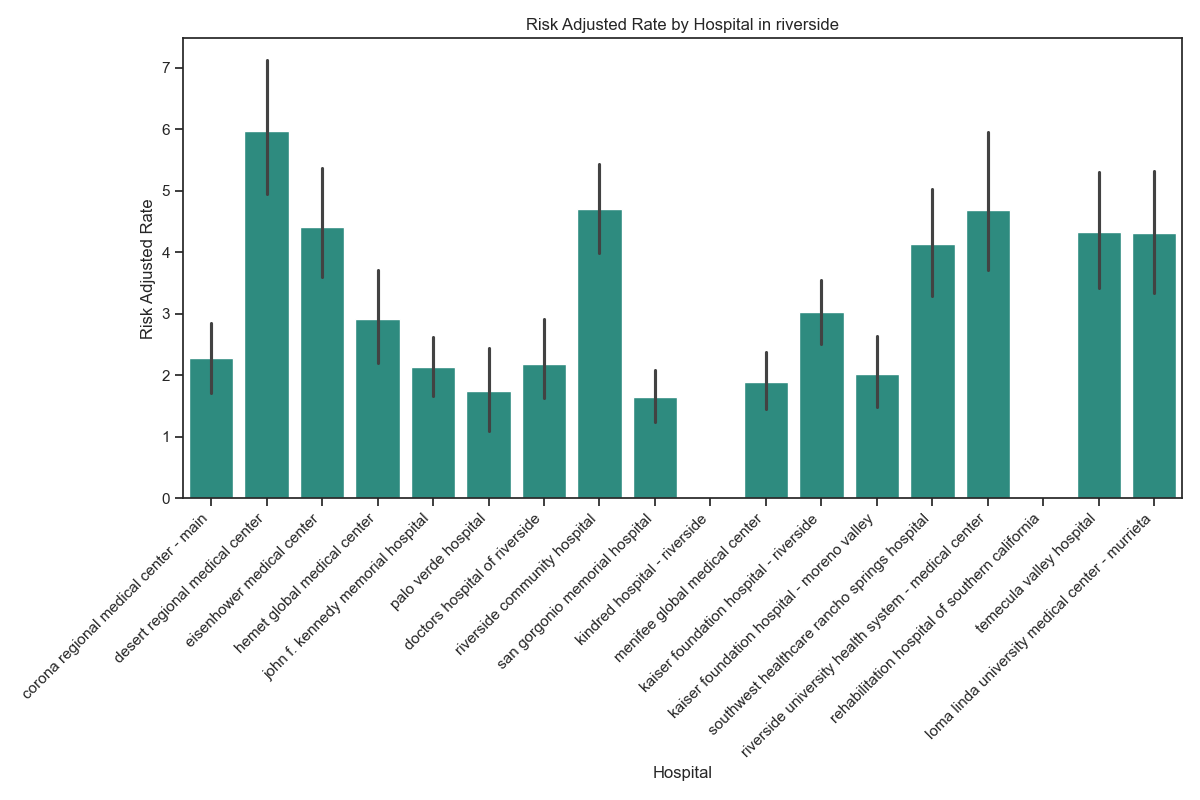 Risk Adjusted Rate by Hospital in riverside
Risk Adjusted Rate
7
6
5
4
3
2
1
0
corona regional medical center - main
desert regional medical center
eisenhower medical center
hemet global medical center
john f. kennedy memorial hospital
palo verde hospital
doctors hospital of riverside
riverside community hospital
san gorgonio memorial hospital
kindred hospital - riverside
menifee global medical center
kaiser foundation hospital - riverside
kaiser foundation hospital - moreno valley
southwest healthcare rancho springs hospital
riverside university health system - medical center
rehabilitation hospital of southern california
temecula valley hospital
loma linda university medical center - murrieta
Hospital